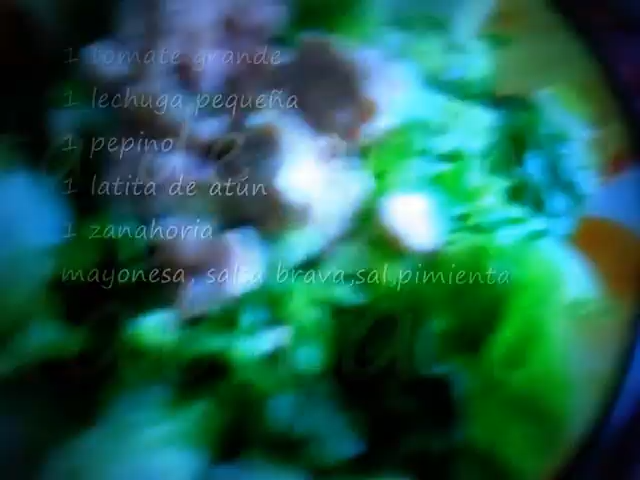 1 tomate grande
1 lechuga pequeña
1 pepino
1 latita de atún
1 zanahoria
mayonesa, salsa brava,sal,pimienta